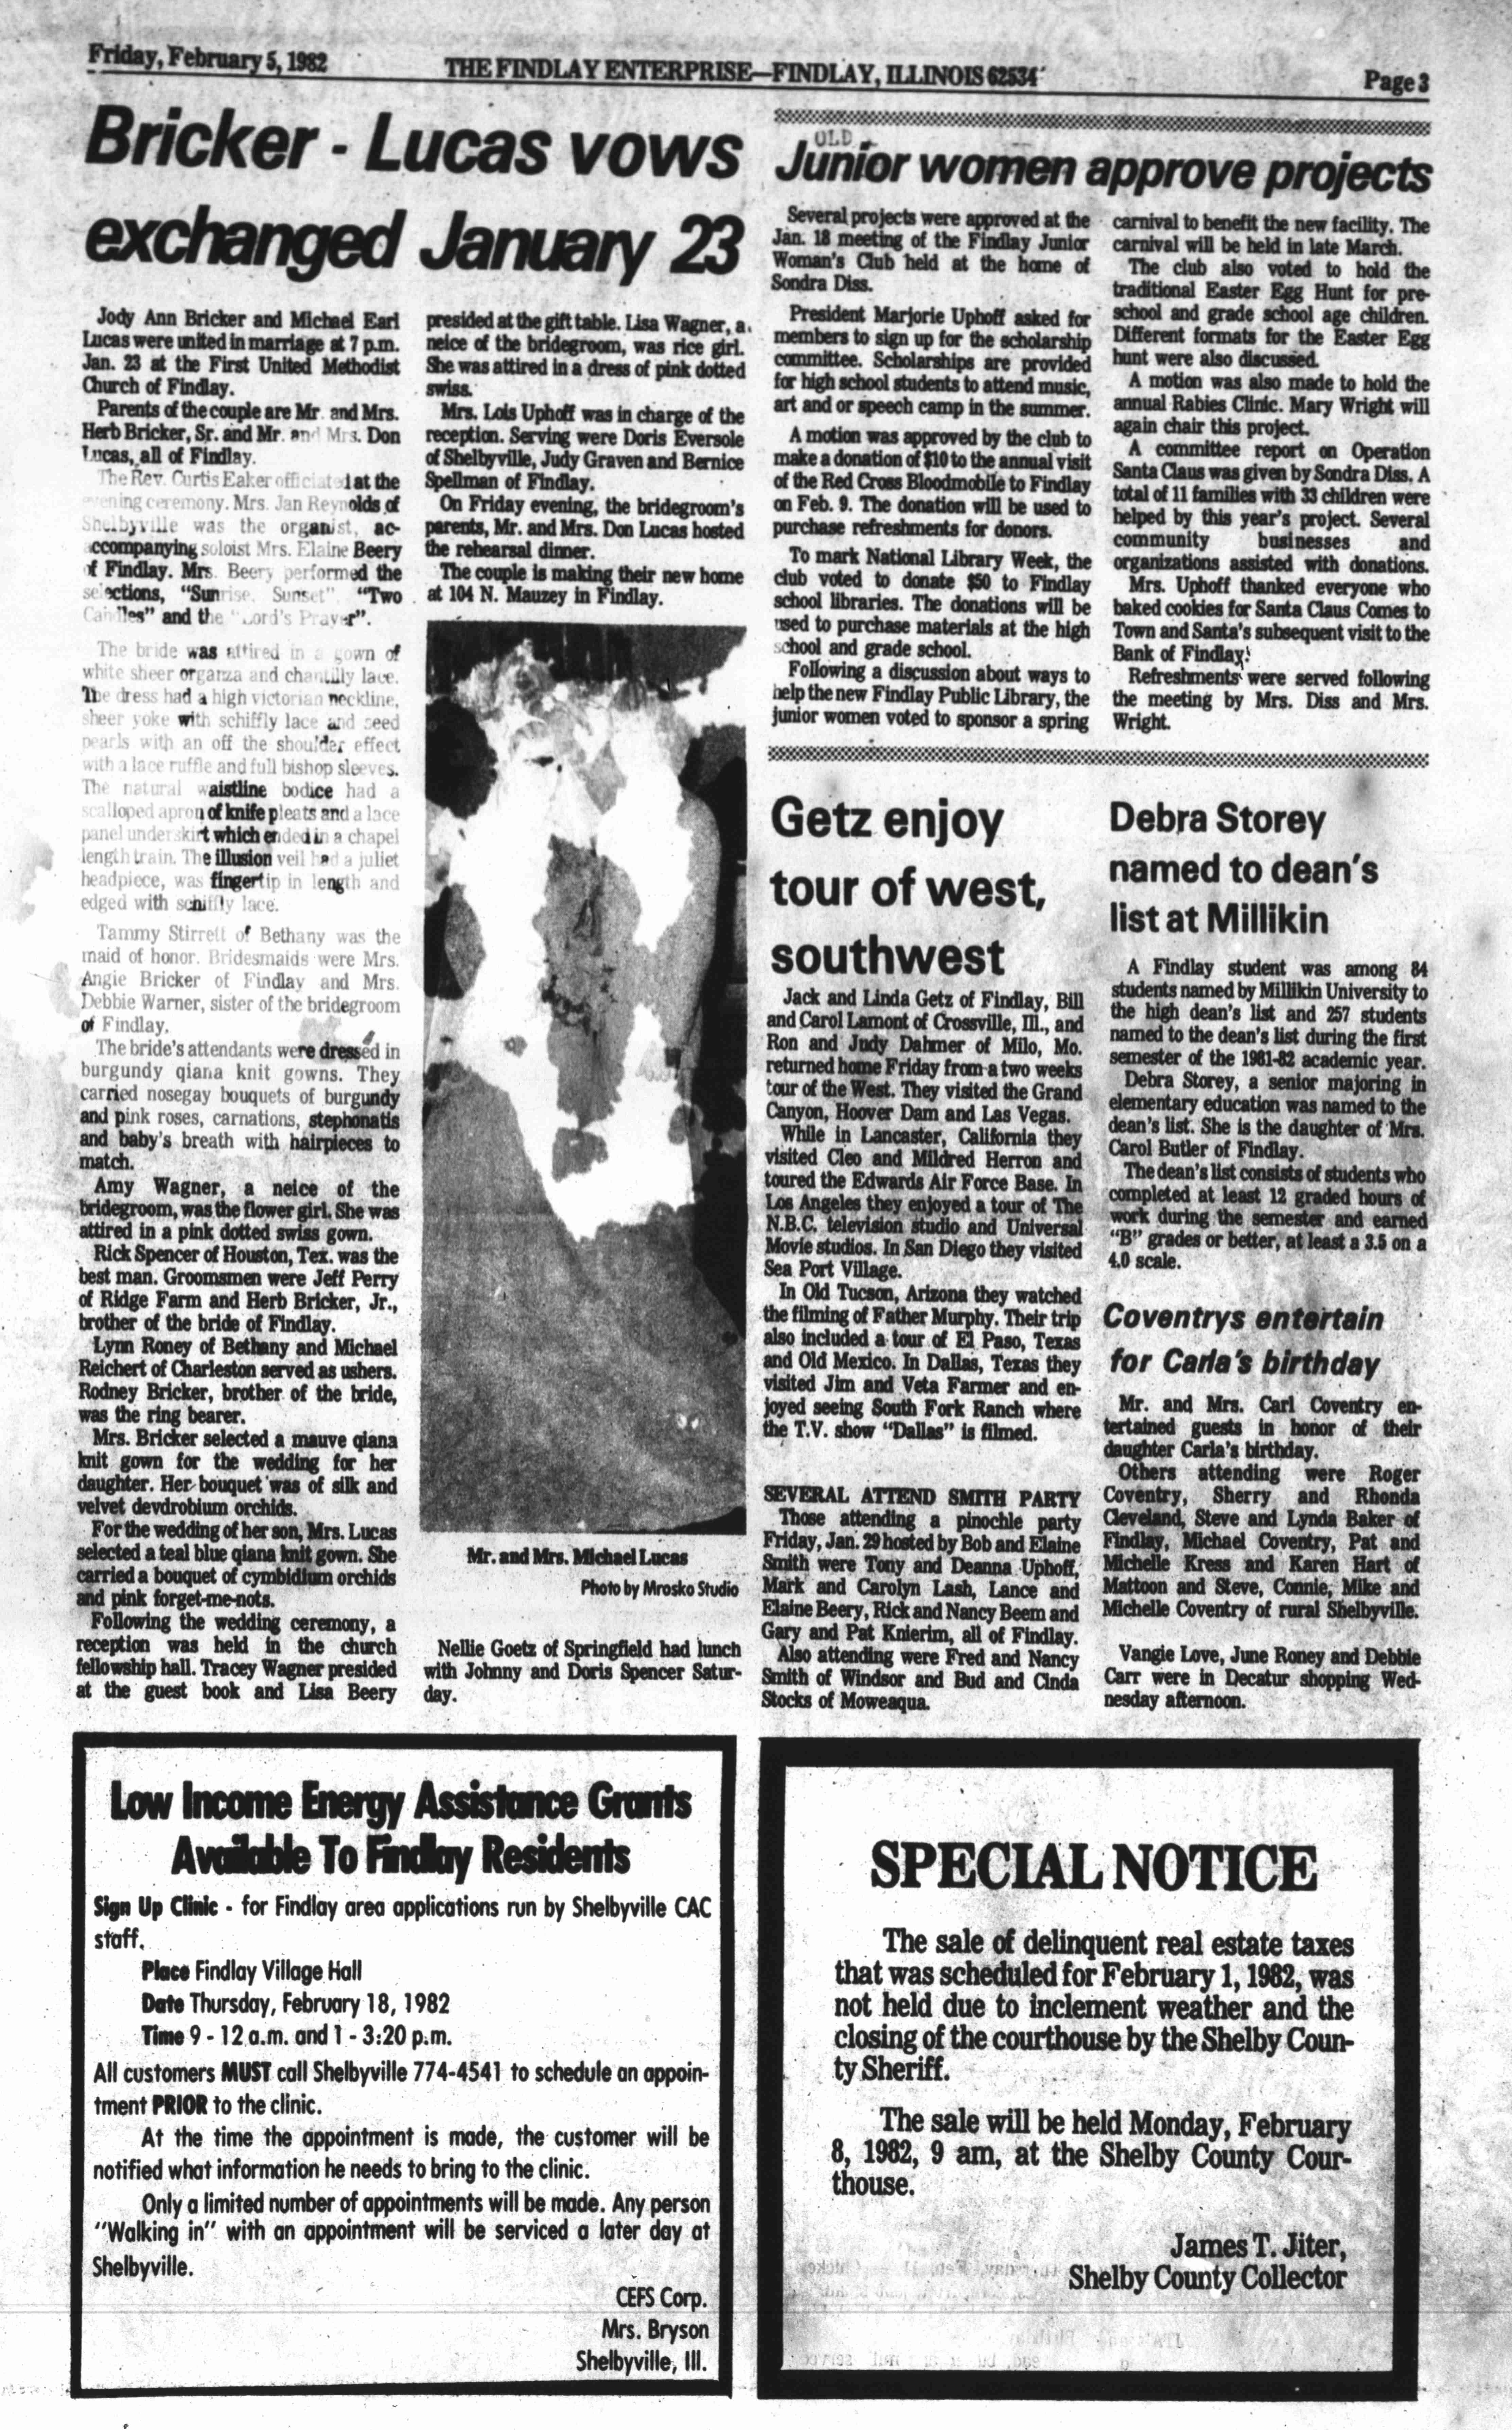 Friday, February 5, 1982
THE FINDLAY ENTERPRISE—FINDLAY, ILLINOIS 62534
Page 3
Bricker - Lucas vows
exchanged January 23
Jody Ann Bricker and Michael Earl
Lucas were united in marriage at 7 p.m.
Jan. 23 at the First United Methodist
Church of Findlay.
Parents of the couple are Mr. and Mrs.
Herb Bricker, Sr. and Mr. and Mrs. Don
Lucas, all of Findlay.
The Rev. Curtis Eaker officiated at the
evening ceremony. Mrs. Jan Reynolds of
Shelbyville was the organist, ac-
ccompanying soloist Mrs. Elaine Beery
of Findlay. Mrs. Beery performed the
selections, "Sunrise, Sunset", "Two
Candles" and the "Lord's Prayer".
The bride was attired in a gown of
white sheer organza and chantilly lace.
The dress had a high victorian neckline,
sheer yoke with schiffly lace and seed
pearls with an off the shoulder effect
with a lace ruffle and full bishop sleeves.
The natural waistline bodice had a
scalloped apron of knife pleats and a lace
panel underskirt which ended in a chapel
length train. The illusion veil had a juliet
headpiece, was fingertip in length and
edged with schiffly lace.
Tammy Stirrett of Bethany was the
maid of honor. Bridesmaids were Mrs.
Angie Bricker of Findlay and Mrs.
Debbie Warner, sister of the bridegroom
of Findlay.
The bride's attendants were dressed in
burgundy qiana knit gowns. They
carried nosegay bouquets of burgundy
and pink roses, carnations, stephonatis
and baby's breath with hairpieces to
match.
Amy Wagner, a neice of the
bridegroom, was the flower girl. She was
attired in a pink dotted swiss gown.
Rick Spencer of Houston, Tex. was the
best man. Groomsmen were Jeff Perry
of Ridge Farm and Herb Bricker, Jr.,
brother of the bride of Findlay.
Lynn Roney of Bethany and Michael
Reichert of Charleston served as ushers.
Rodney Bricker, brother of the bride,
was the ring bearer.
Mrs. Bricker selected a mauve qiana
knit gown for the wedding for her
daughter. Her bouquet was of silk and
velvet devdrobium orchids.
For the wedding of her son, Mrs. Lucas
selected a teal blue qiana knit gown. She
carried a bouquet of cymbidium orchids
and pink forget-me-nots.
Following the wedding ceremony, a
reception was held in the church
fellowship hall. Tracey Wagner presided
at the guest book and Lisa Beery
presided at the gift table. Lisa Wagner, a
neice of the bridegroom, was rice girl.
She was attired in a dress of pink dotted
swiss.
Mrs. Lois Uphoff was in charge of the
reception. Serving were Doris Eversole
of Shelbyville, Judy Graven and Bernice
Spellman of Findlay.
On Friday evening, the bridegroom's
parents, Mr. and Mrs. Don Lucas hosted
the rehearsal dinner.
The couple is making their new home
at 104 N. Mauzey in Findlay.
Mr. and Mrs. Michael Lucas
Photo by Mrosko Studio
Nellie Goetz of Springfield had lunch
with Johnny and Doris Spencer Satur-
day.
OLD
Junior women approve projects
Several projects were approved at the
Jan. 18 meeting of the Findlay Junior
Woman's Club held at the home of
Sondra Diss.
President Marjorie Uphoff asked for
members to sign up for the scholarship
committee. Scholarships are provided
for high school students to attend music,
art and or speech camp in the summer.
A motion was approved by the club to
make a donation of $10 to the annual visit
of the Red Cross Bloodmobile to Findlay
on Feb. 9. The donation will be used to
purchase refreshments for donors.
To mark National Library Week, the
club voted to donate $50 to Findlay
school libraries. The donations will be
used to purchase materials at the high
school and grade school.
Following a discussion about ways to
help the new Findlay Public Library, the
junior women voted to sponsor a spring
carnival to benefit the new facility. The
carnival will be held in late March.
The club also voted to hold the
traditional Easter Egg Hunt for pre-
school and grade school age children.
Different formats for the Easter Egg
hunt were also discussed.
A motion was also made to hold the
annual Rabies Clinic. Mary Wright will
again chair this project.
A committee report on Operation
Santa Claus was given by Sondra Diss. A
total of 11 families with 33 children were
helped by this year's project. Several
community businesses and
organizations assisted with donations.
Mrs. Uphoff thanked everyone who
baked cookies for Santa Claus Comes to
Town and Santa's subsequent visit to the
Bank of Findlay.
Refreshments were served following
the meeting by Mrs. Diss and Mrs.
Wright.
Getz enjoy
tour of west,
southwest
Jack and Linda Getz of Findlay, Bill
and Carol Lamont of Crossville, Ill., and
Ron and Judy Dahmer of Milo, Mo.
returned home Friday from a two weeks
tour of the West. They visited the Grand
Canyon, Hoover Dam and Las Vegas.
While in Lancaster, California they
visited Cleo and Mildred Herron and
toured the Edwards Air Force Base. In
Los Angeles they enjoyed a tour of The
N.B.C. television studio and Universal
Movie studios. In San Diego they visited
Sea Port Village.
In Old Tucson, Arizona they watched
the filming of Father Murphy. Their trip
also included a tour of El Paso, Texas
and Old Mexico. In Dallas, Texas they
visited Jim and Veta Farmer and en-
joyed seeing South Fork Ranch where
the T.V. show "Dallas" is filmed.
SEVERAL ATTEND SMITH PARTY
Those attending a pinochle party
Friday, Jan. 29 hosted by Bob and Elaine
Smith were Tony and Deanna Uphoff,
Mark and Carolyn Lash, Lance and
Elaine Beery, Rick and Nancy Beem and
Gary and Pat Knierim, all of Findlay.
Also attending were Fred and Nancy
Smith of Windsor and Bud and Cinda
Stocks of Moweaqua.
Debra Storey
named to dean's
list at Millikin
A Findlay student was among 84
students named by Millikin University to
the high dean's list and 257 students
named to the dean's list during the first
semester of the 1981-82 academic year.
Debra Storey, a senior majoring in
elementary education was named to the
dean's list. She is the daughter of Mrs.
Carol Butler of Findlay.
The dean's list consists of students who
completed at least 12 graded hours of
work during the semester and earned
"B" grades or better, at least a 3.5 on a
4.0 scale.
Coventrys entertain
for Carla's birthday
Mr. and Mrs. Carl Coventry en-
tertained guests in honor of their
daughter Carla's birthday.
Others attending were Roger
Coventry, Sherry and Rhonda
Cleveland, Steve and Lynda Baker of
Findlay, Michael Coventry, Pat and
Michelle Kress and Karen Hart of
Mattoon and Steve, Connie, Mike and
Michelle Coventry of rural Shelbyville.
Vangie Love, June Roney and Debbie
Carr were in Decatur shopping Wed-
nesday afternoon.
Low Income Energy Assistance Grants
Available To Findlay Residents
Sign Up Clinic - for Findlay area applications run by Shelbyville CAC
staff.
Place Findlay Village Hall
Date Thursday, February 18, 1982
Time 9 - 12 a.m. and 1 - 3:20 p.m.
All customers MUST call Shelbyville 774-4541 to schedule an appoin-
tment PRIOR to the clinic.
At the time the appointment is made, the customer will be
notified what information he needs to bring to the clinic.
Only a limited number of appointments will be made. Any person
"Walking in" with an appointment will be serviced a later day at
Shelbyville.
CEFS Corp.
Mrs. Bryson
Shelbyville, Ill.
SPECIAL NOTICE
The sale of delinquent real estate taxes
that was scheduled for February 1, 1982, was
not held due to inclement weather and the
closing of the courthouse by the Shelby Coun-
ty Sheriff.
The sale will be held Monday, February
8, 1982, 9 am, at the Shelby County Cour-
thouse.
James T. Jiter,
Shelby County Collector